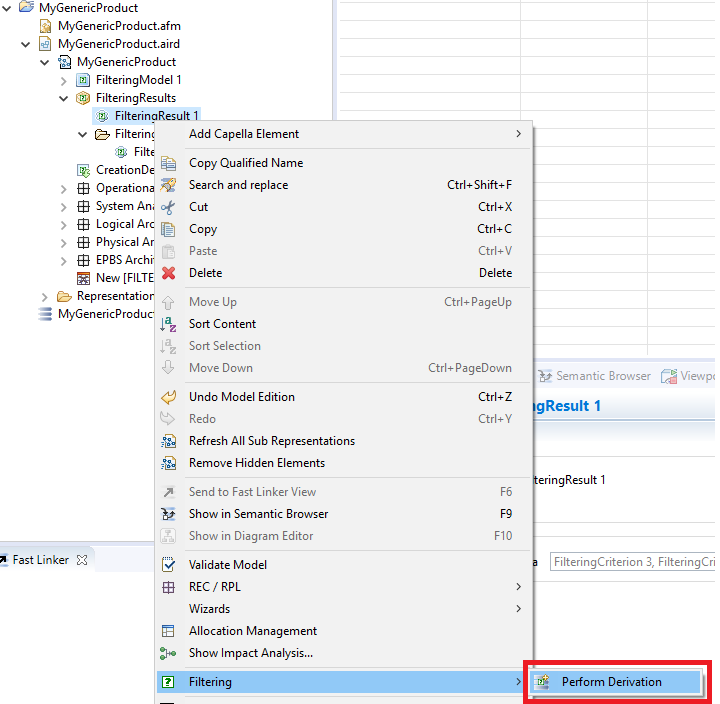 MyGenericProduct
MyGenericProduct.afm
MyGenericProduct.aird
MyGenericProduct
FilteringModel 1
FilteringResults
FilteringResult 1
Filtering
Filte
CreationDe
Operationa
System Ana
Logical Arc
Physical Ar
EPBS Archi
New [FILTE
Representation
MyGenericProduct
Add Capella Element
Copy Qualified Name
Search and replace Ctrl+Shift+F
Cut Ctrl+X
Copy Ctrl+C
Paste Ctrl+V
Delete Delete
Move Up Ctrl+PageUp
Sort Content
Sort Selection
Move Down Ctrl+PageDown
Undo Model Edition Ctrl+Z
Redo Ctrl+Y
Refresh All Sub Representations
Remove Hidden Elements
Send to Fast Linker View F6
Show in Semantic Browser F9
Show in Diagram Editor F10
Validate Model
REC / RPL
Wizards
Allocation Management
Show Impact Analysis...
Filtering
Perform Derivation
Semantic Browser Viewpo
ngResult 1
teringResult 1
a FilteringCriterion 3, FilteringCri
Fast Linker